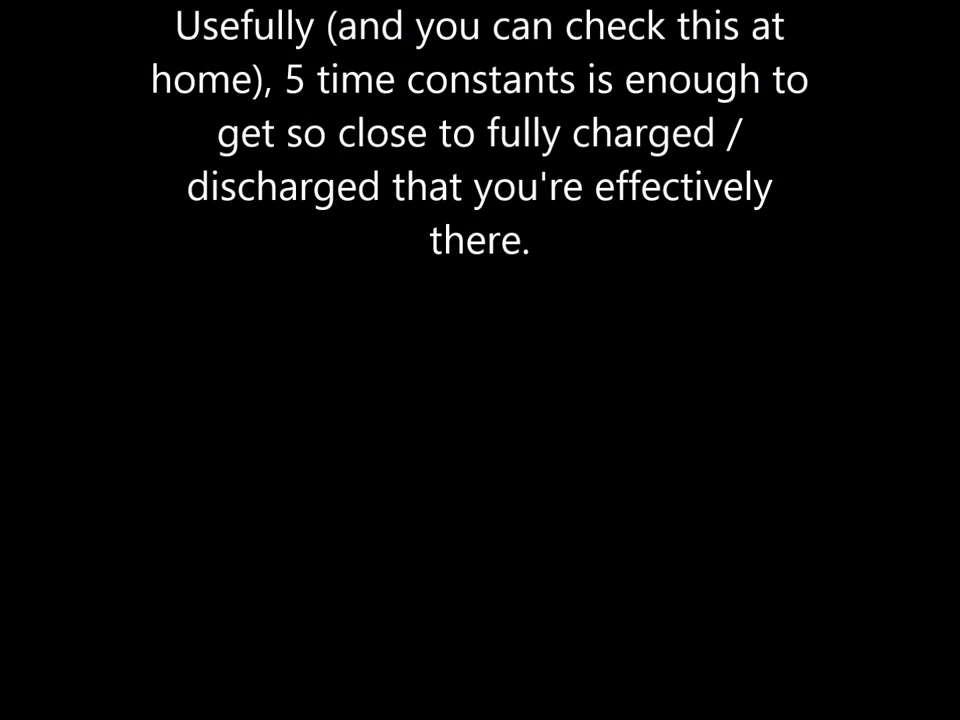 Usefully (and you can check this at
home), 5 time constants is enough to
get so close to fully charged /
discharged that you're effectively
there.